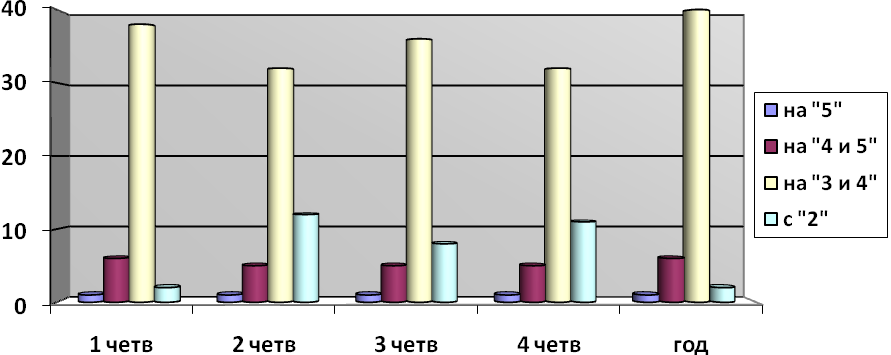 40
30
20
10
0
1 четв 2 четв 3 четв 4 четв год
на "5"
на "4 и 5"
на "3 и 4"
с "2"